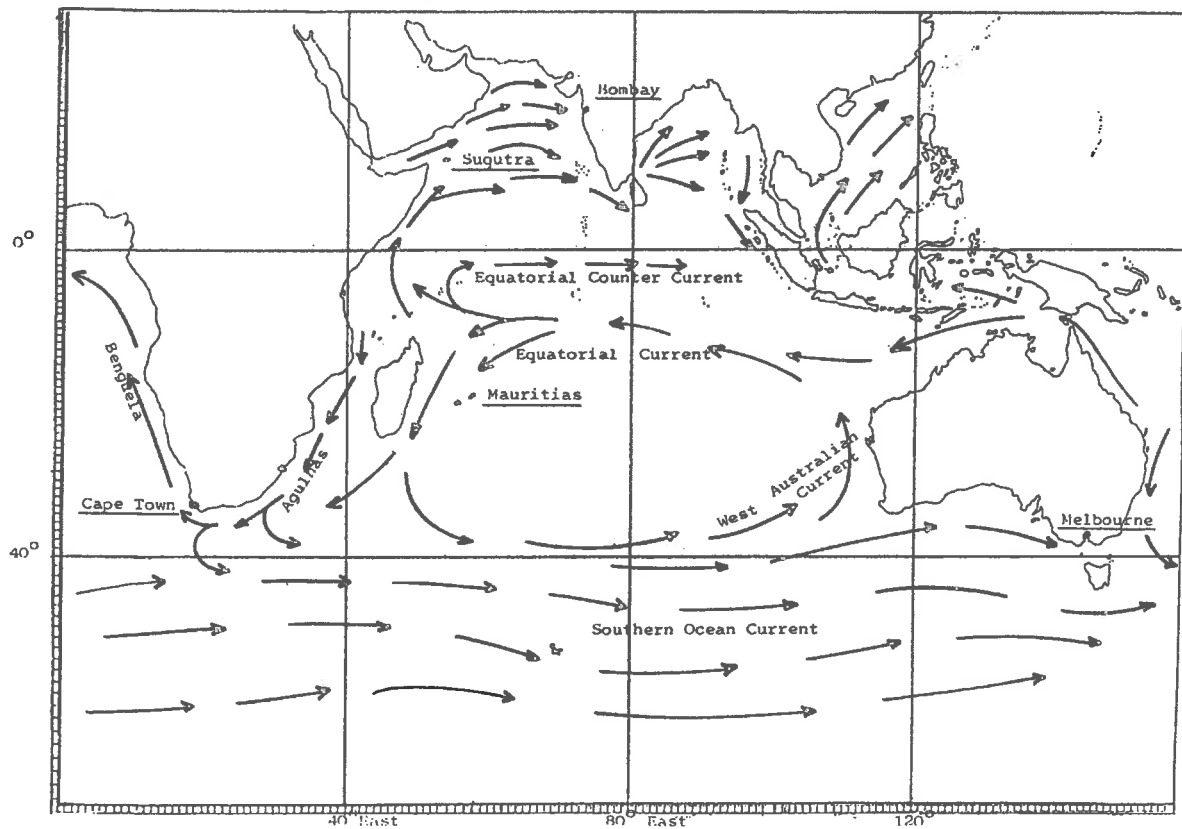 Bombay
Suqutra
0°
Equatorial Counter Current
Equatorial Current
Benguela
Mauritias
Agulhas
West Australian
Current
Cape Town
Melbourne
40°
Southern Ocean Current
40 East
80 East
120°